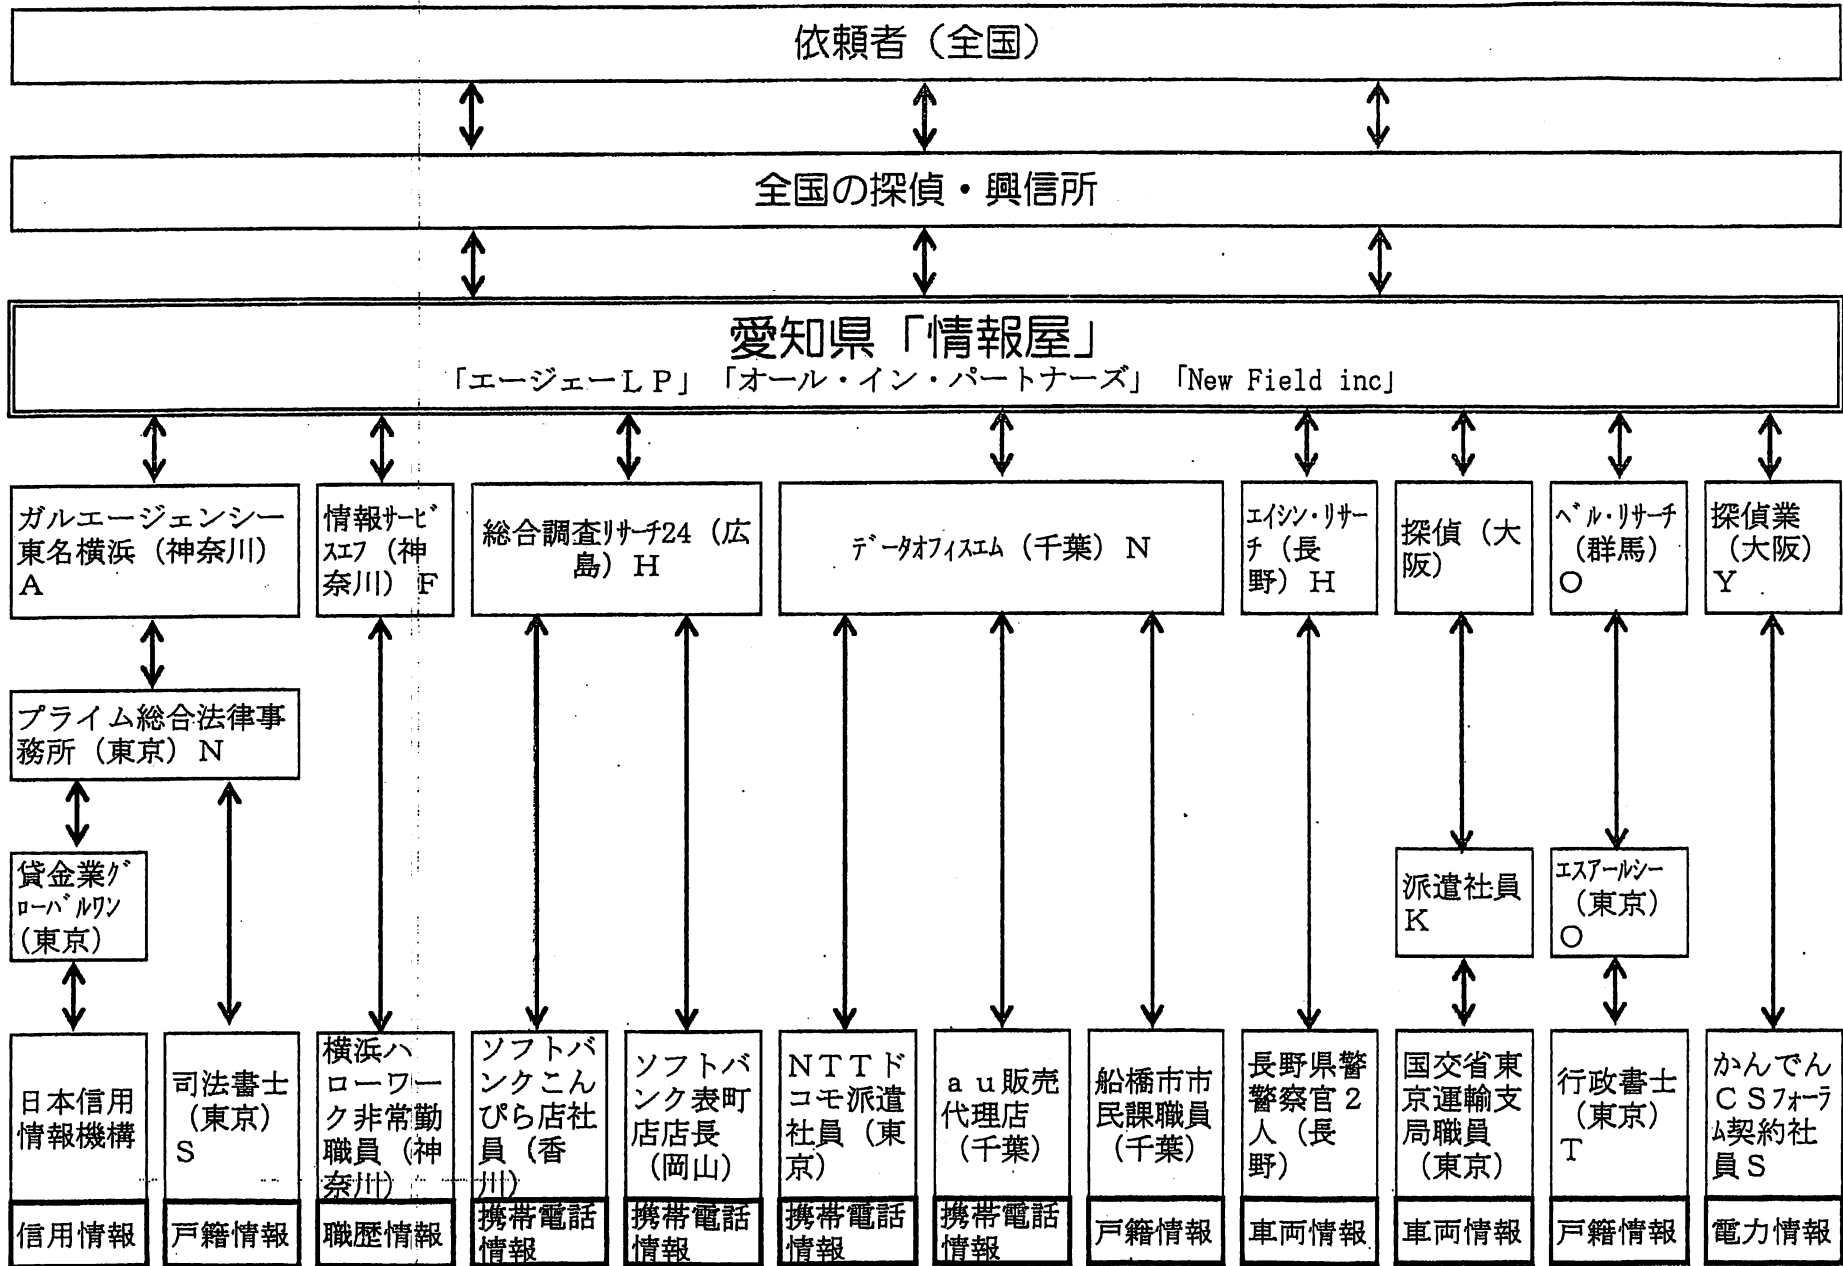 依頼者（全国）
全国の探偵・興信所
愛知県「情報屋」
「エージェーＬＰ」「オール・イン・パートナーズ」「New Field inc」
ガルエージェンシー
東名横浜（神奈川）
Ａ
情報ｻｰﾋﾞ
ｽｴﾌ（神
奈川）Ｆ
総合調査ﾘｻｰﾁ24（広
島）Ｈ
ﾃﾞｰﾀｵﾌｨｽｴﾑ（千葉）Ｎ
ｴｲｼﾝ・ﾘｻｰ
ﾁ（長
野）Ｈ
探偵（大
阪）
ﾍﾞﾙ・ﾘｻｰﾁ
（群馬）
Ｏ
探偵業
（大阪）
Ｙ
プライム総合法律事
務所（東京）Ｎ
貸金業ｸﾞ
ﾛｰﾊﾞﾙﾜﾝ
（東京）
派遣社員
Ｋ
ｴｽｱｰﾙｼｰ
（東京）
Ｏ
日本信用
情報機構
司法書士
（東京）
Ｓ
横浜ハ
ローワー
ク非常勤
職員（神
奈川）
ソフトバ
ンクこん
ぴら店社
員（香
川）
ソフトバ
ンク表町
店店長
（岡山）
ＮＴＴド
コモ派遣
社員（東
京）
ａｕ販売
代理店
（千葉）
船橋市市
民課職員
（千葉）
長野県警
警察官２
人（長
野）
国交省東
京運輸支
局職員
（東京）
行政書士
（東京）
Ｔ
かんでん
ＣＳﾌｫｰﾗ
ﾑ契約社
員Ｓ
信用情報
戸籍情報
職歴情報
携帯電話
情報
携帯電話
情報
携帯電話
情報
携帯電話
情報
戸籍情報
車両情報
車両情報
戸籍情報
電力情報